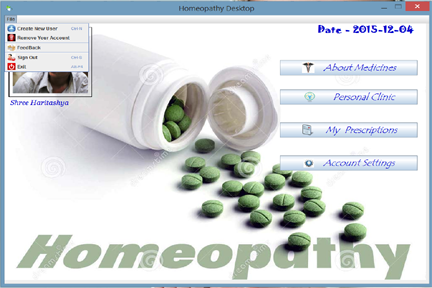 Homeopathy Desktop
File
Date - 2015-12-04
Create New User
Remove Your Account
FeedBack
Sign Out
Exit
Shree Haritashya
About Medicines
Personal Clinic
My Prescriptions
Account Settings
Homeopathy